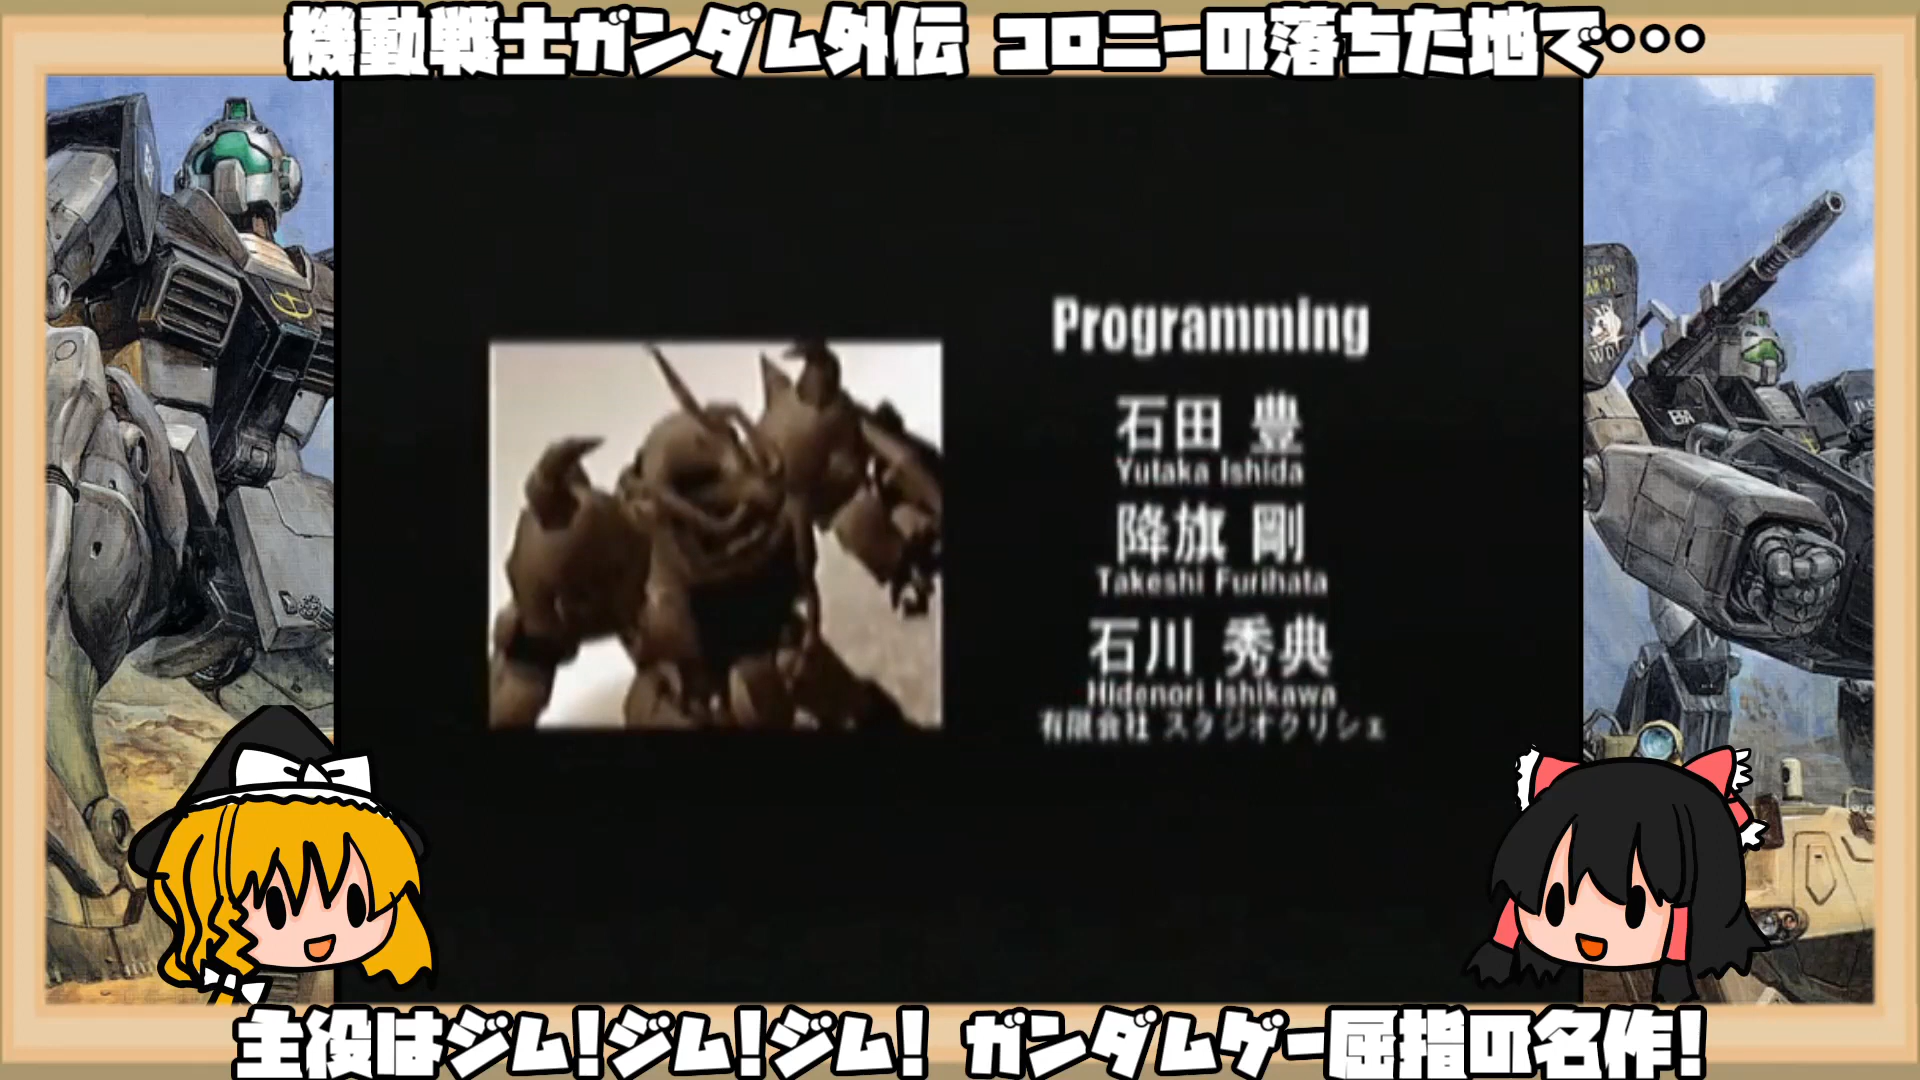 機動戦士ガンダム外伝 コロニーの落ちた地で・・・
Programming
石田 豊
Yutaka Ishida
降旗 剛
Takeshi Furihata
石川 秀典
Hidenori Ishikawa
有限会社 スタジオクリシェ
WD
主役はジム!ジム!ジム! ガンダムゲー屈指の名作!